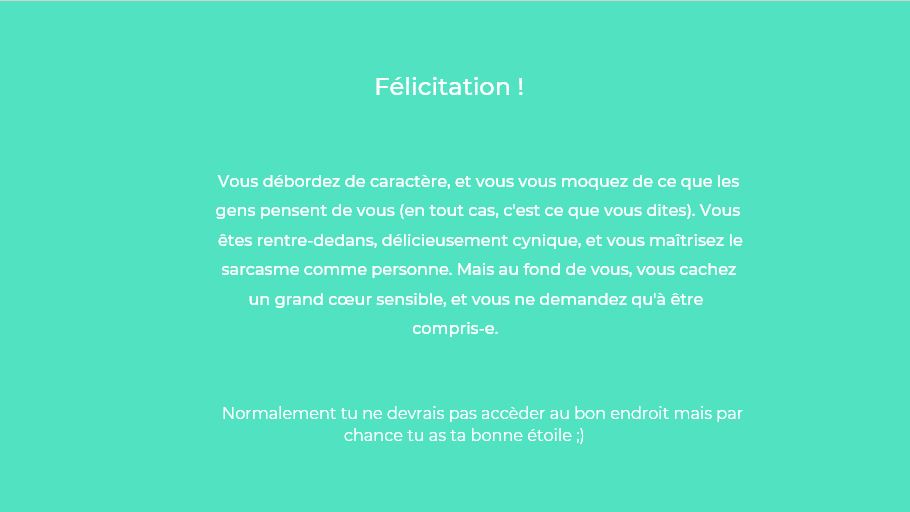 Félicitation !
Vous débordez de caractère, et vous vous moquez de ce que les
gens pensent de vous (en tout cas, c'est ce que vous dites). Vous
êtes rentre-dedans, délicieusement cynique, et vous maîtrisez le
sarcasme comme personne. Mais au fond de vous, vous cachez
un grand cœur sensible, et vous ne demandez qu'à être
compris-e.
Normalement tu ne devrais pas accèder au bon endroit mais par
chance tu as ta bonne étoile ;)